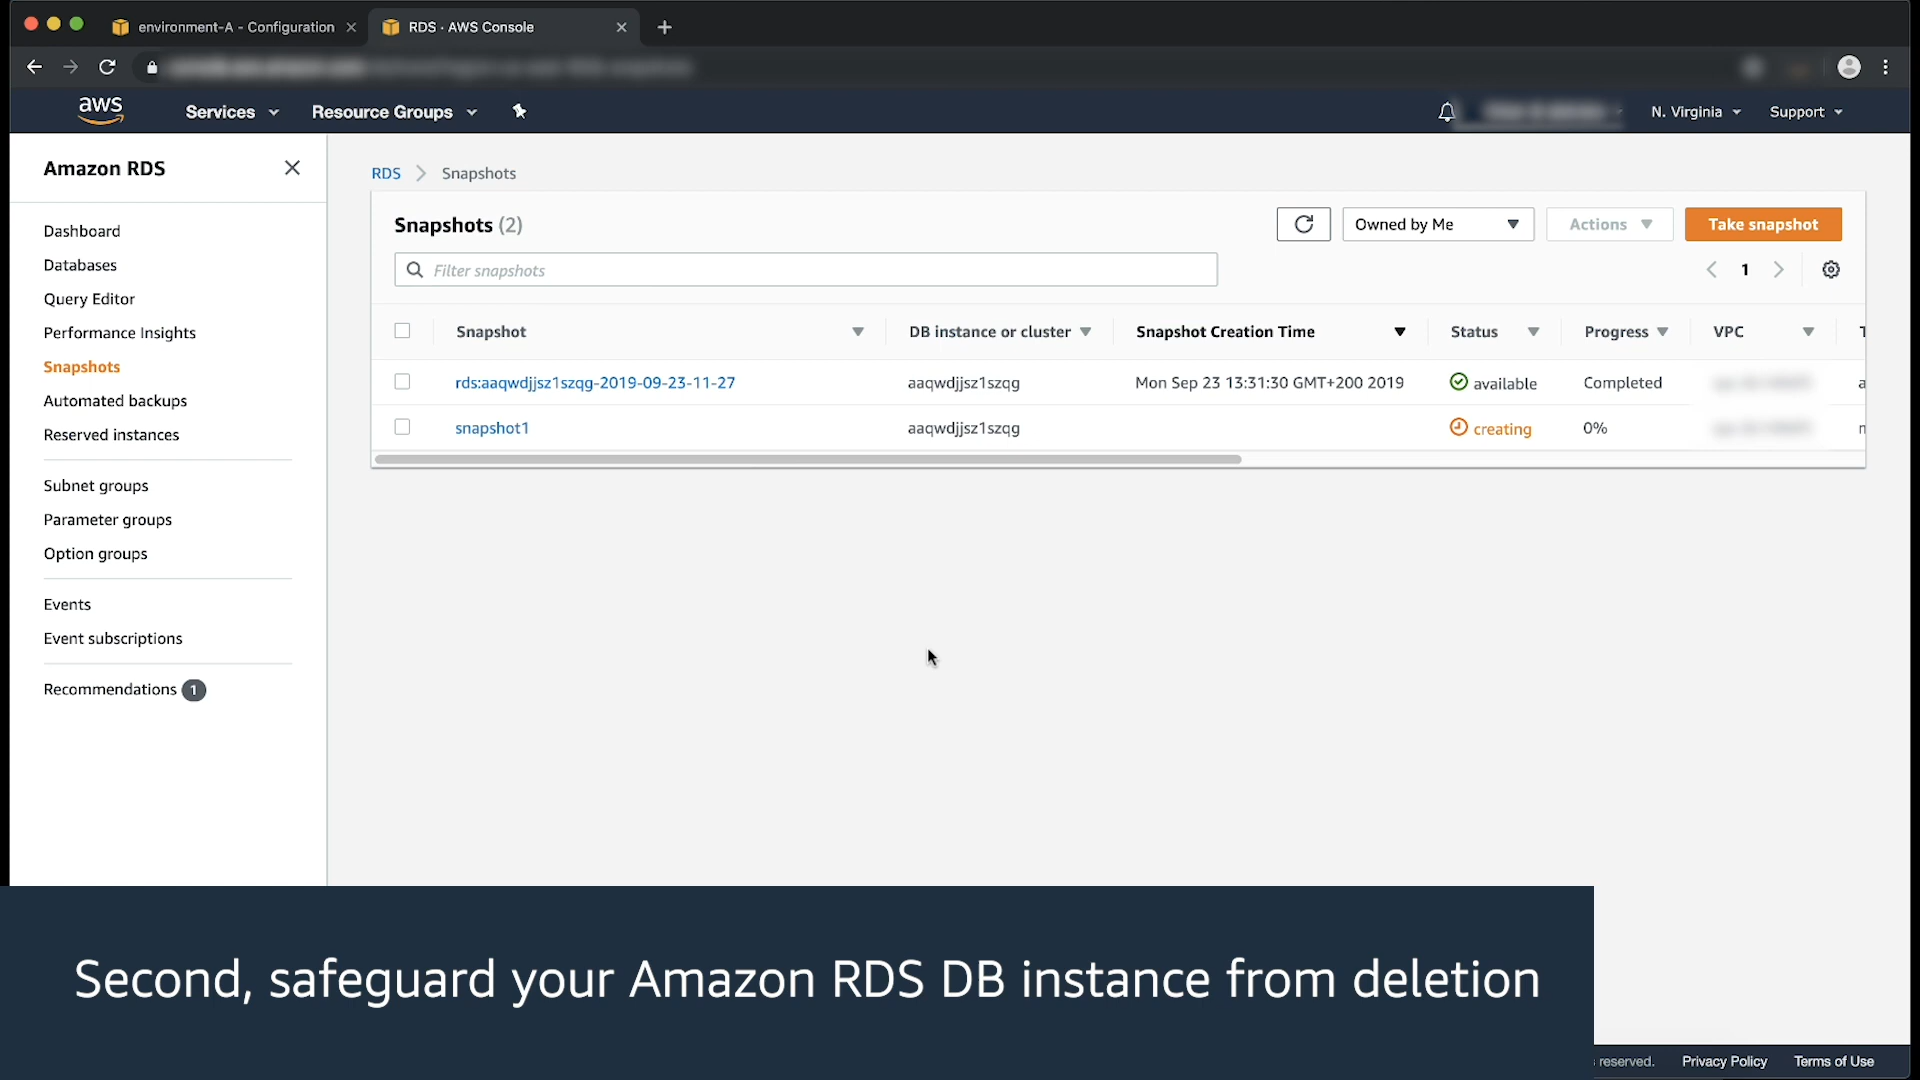 environment-A - Configuration
RDS · AWS Console
aws
Services
Resource Groups
N. Virginia
Support
Amazon RDS
Dashboard
Databases
Query Editor
Performance Insights
Snapshots
Automated backups
Reserved instances
Subnet groups
Parameter groups
Option groups
Events
Event subscriptions
Recommendations 1
RDS > Snapshots
Snapshots (2)
Owned by Me
Actions
Take snapshot
Filter snapshots
1
Snapshot DB instance or cluster Snapshot Creation Time Status Progress VPC
rds:aaqwdjjsz1szqg-2019-09-23-11-27 aaqwdjjsz1szqg Mon Sep 23 13:31:30 GMT+200 2019 available Completed
snapshot1 aaqwdjjsz1szqg creating 0%
Second, safeguard your Amazon RDS DB instance from deletion
reserved. Privacy Policy Terms of Use